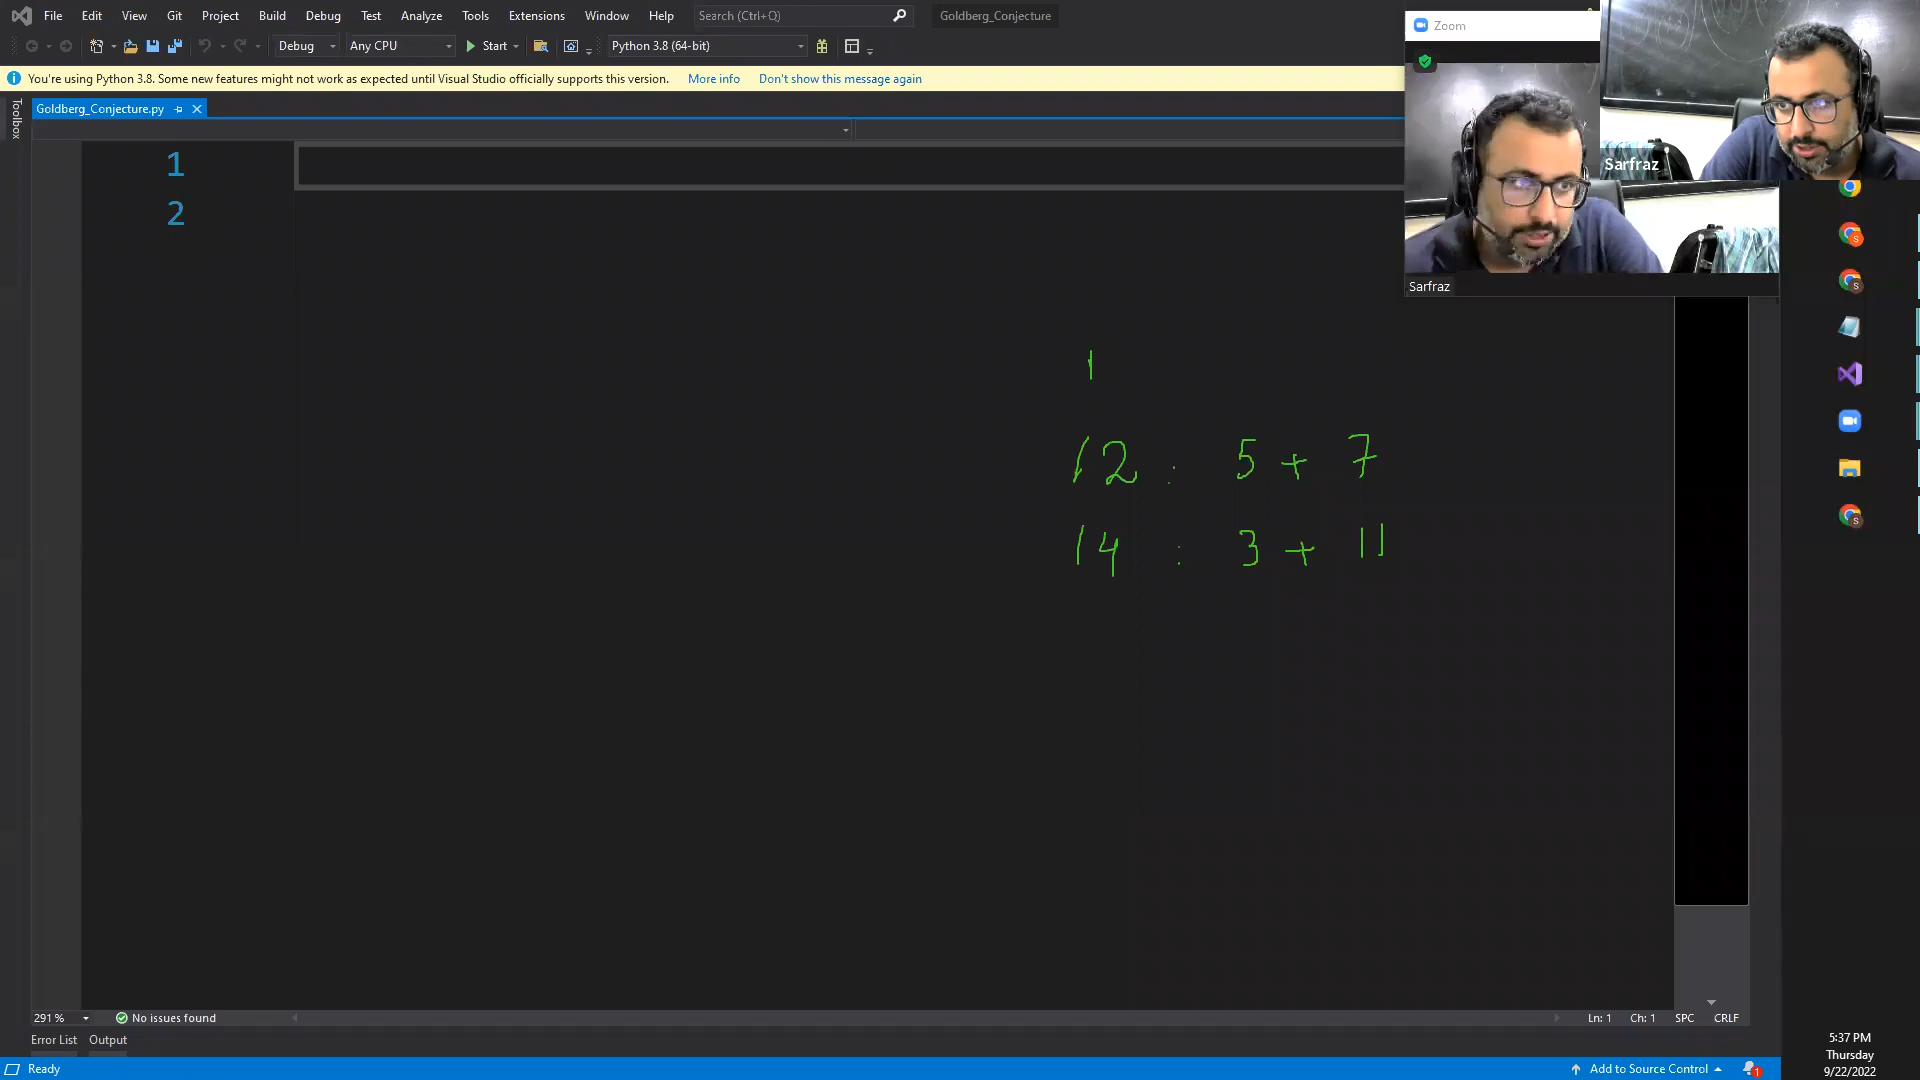 File Edit View Git Project Build Debug Test Analyze Tools Extensions Window Help Search (Ctrl+Q) Goldberg_Conjecture
Zoom
Debug Any CPU Start Python 3.8 (64-bit)
You're using Python 3.8. Some new features might not work as expected until Visual Studio officially supports this version. More info Don't show this message again
Goldberg_Conjecture.py
Toolbox
Sarfraz
1
2
Sarfraz
1
12 : 5 + 7
14 : 3 + 11
291 % No issues found Ln: 1 Ch: 1 SPC CRLF
Error List Output
Ready Add to Source Control 1
5:37 PM
Thursday
9/22/2022